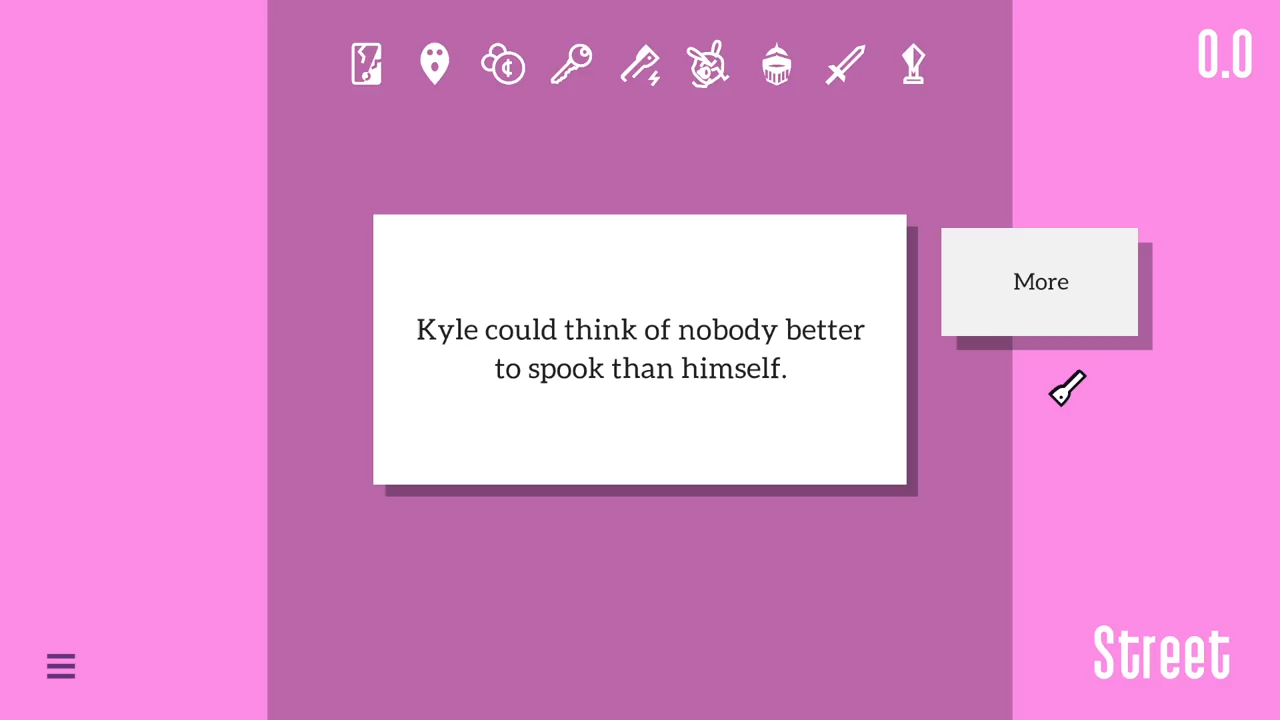 0.0
Kyle could think of nobody better
to spook than himself.
More
Street